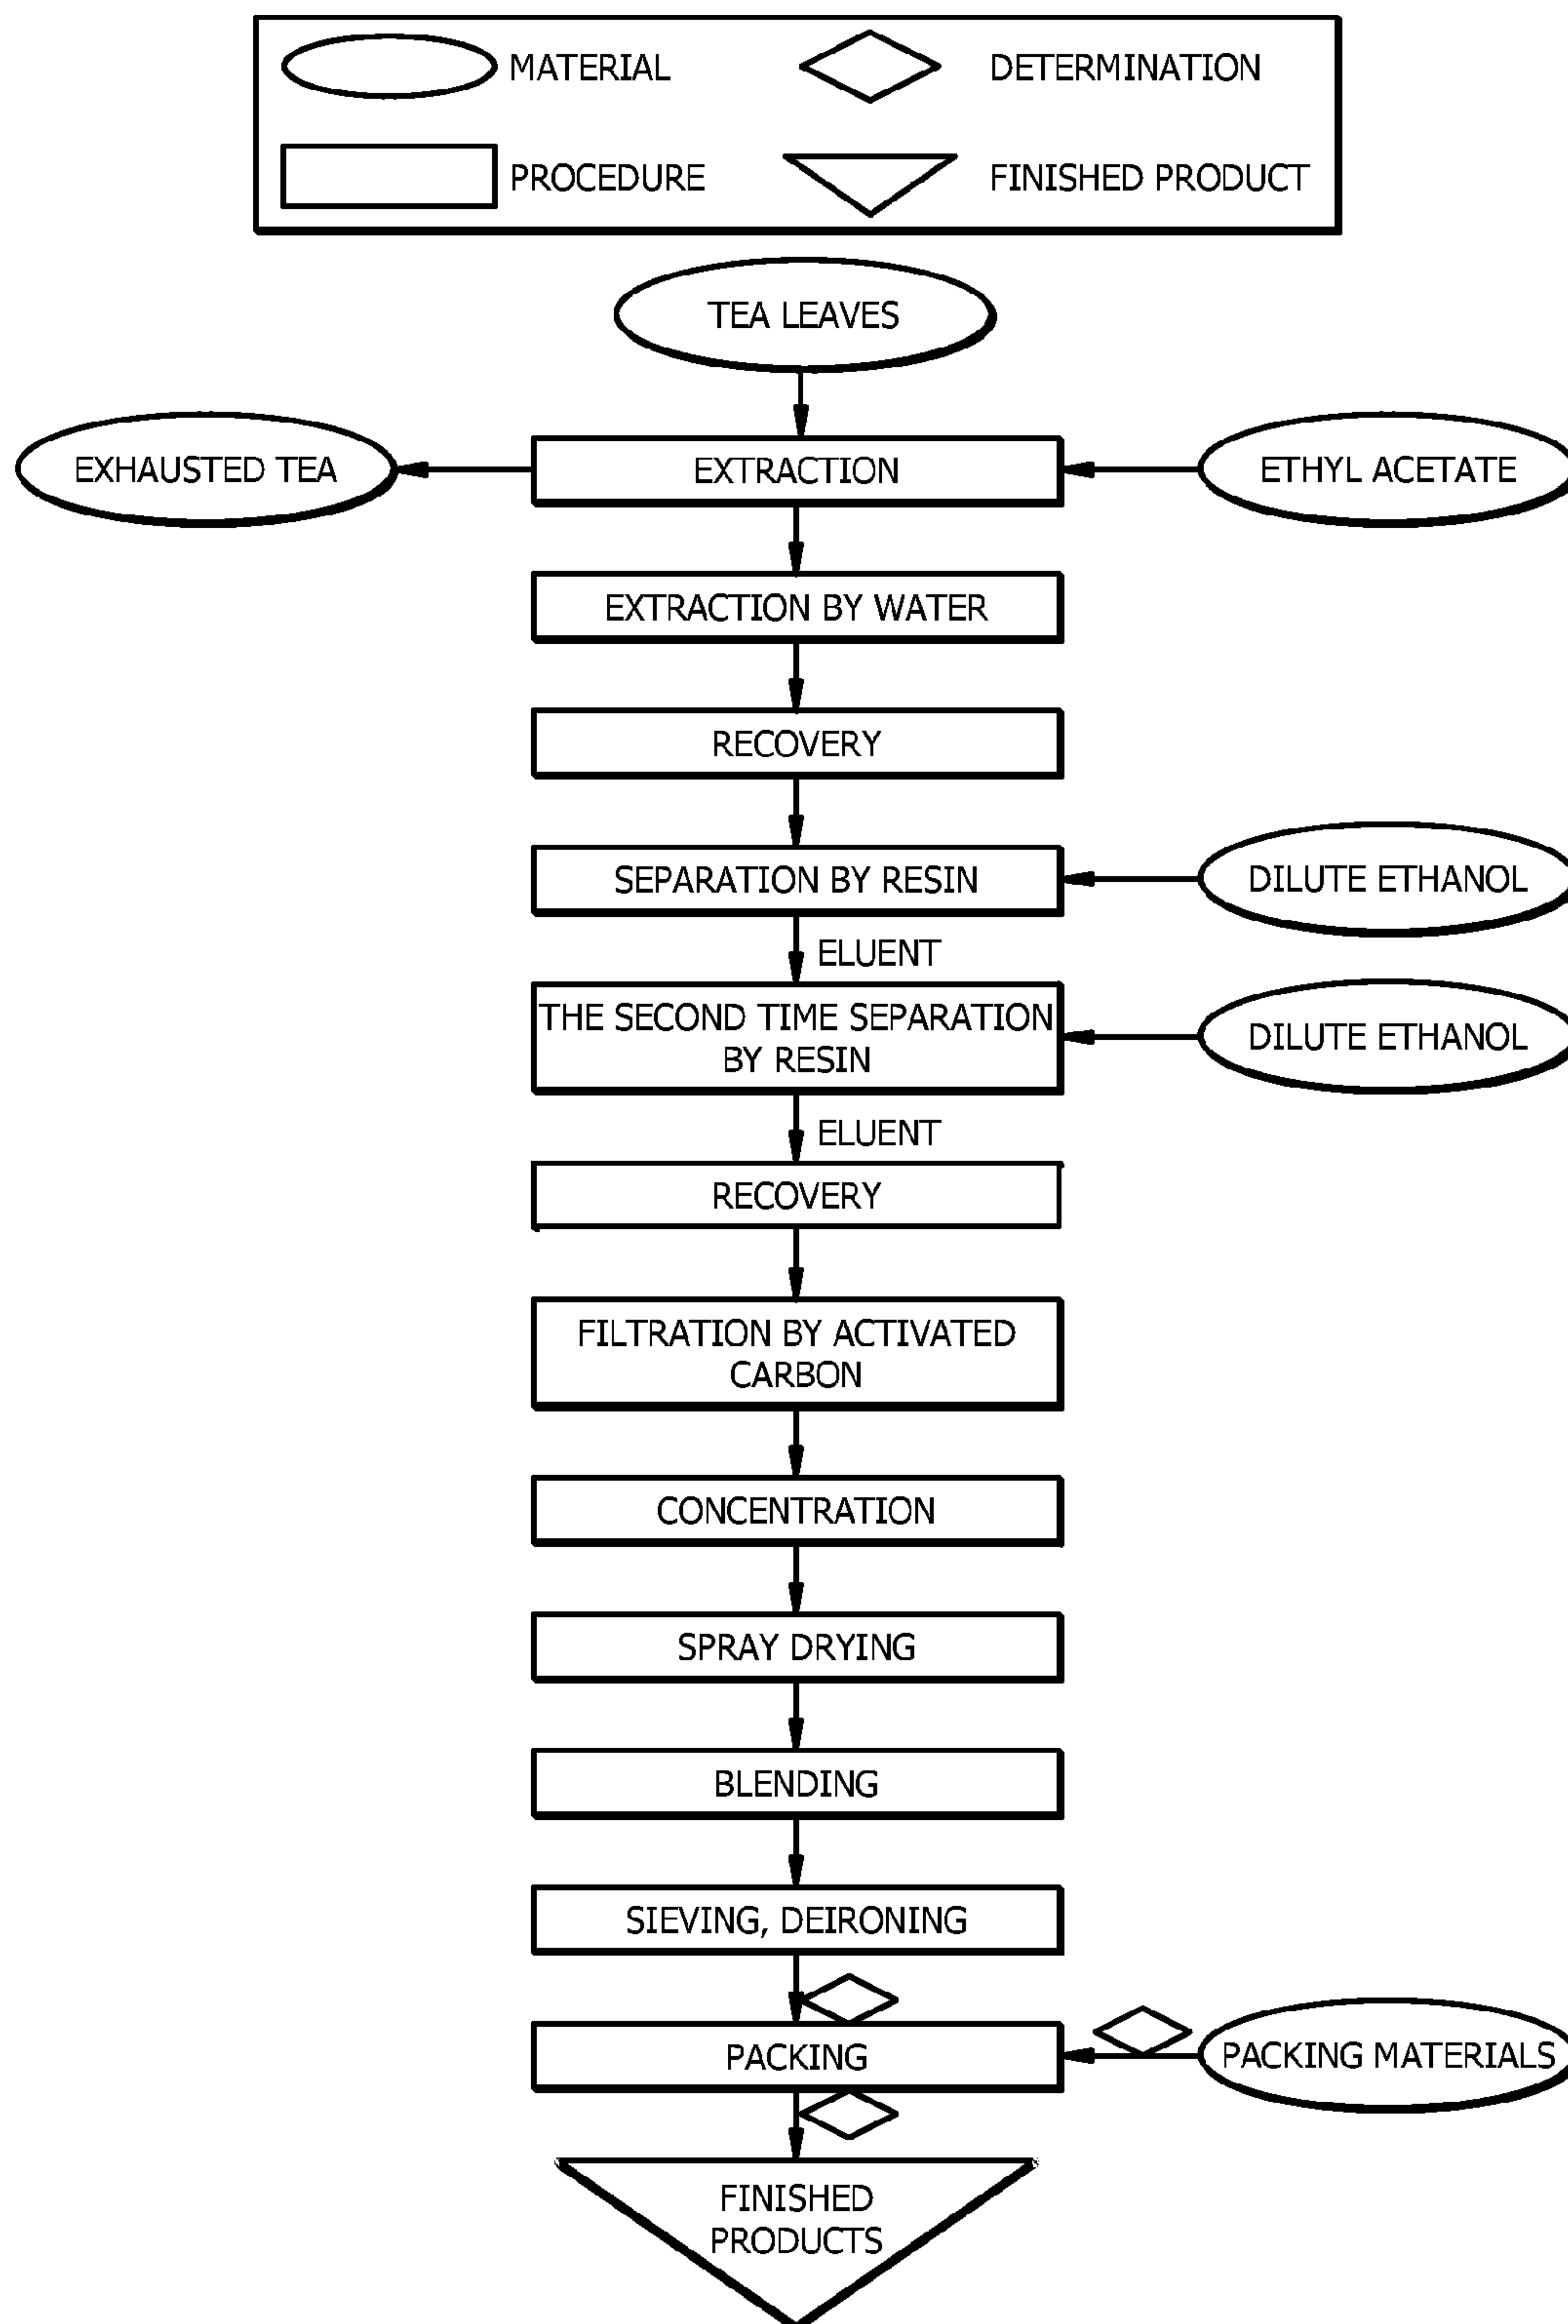 MATERIAL
DETERMINATION
PROCEDURE
FINISHED PRODUCT
TEA LEAVES
EXHAUSTED TEA
EXTRACTION
ETHYL ACETATE
EXTRACTION BY WATER
RECOVERY
SEPARATION BY RESIN
DILUTE ETHANOL
ELUENT
THE SECOND TIME SEPARATION
BY RESIN
DILUTE ETHANOL
ELUENT
RECOVERY
FILTRATION BY ACTIVATED
CARBON
CONCENTRATION
SPRAY DRYING
BLENDING
SIEVING, DEIRONING
PACKING
PACKING MATERIALS
FINISHED
PRODUCTS